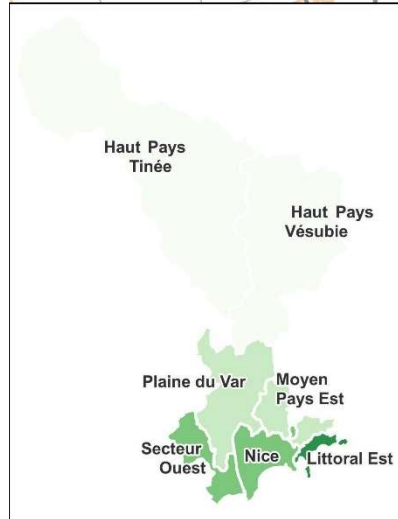 Haut Pays
Tinée
Haut Pays
Vésubie
Plaine du Var
Moyen
Pays Est
Secteur
Ouest
Nice
Littoral Est